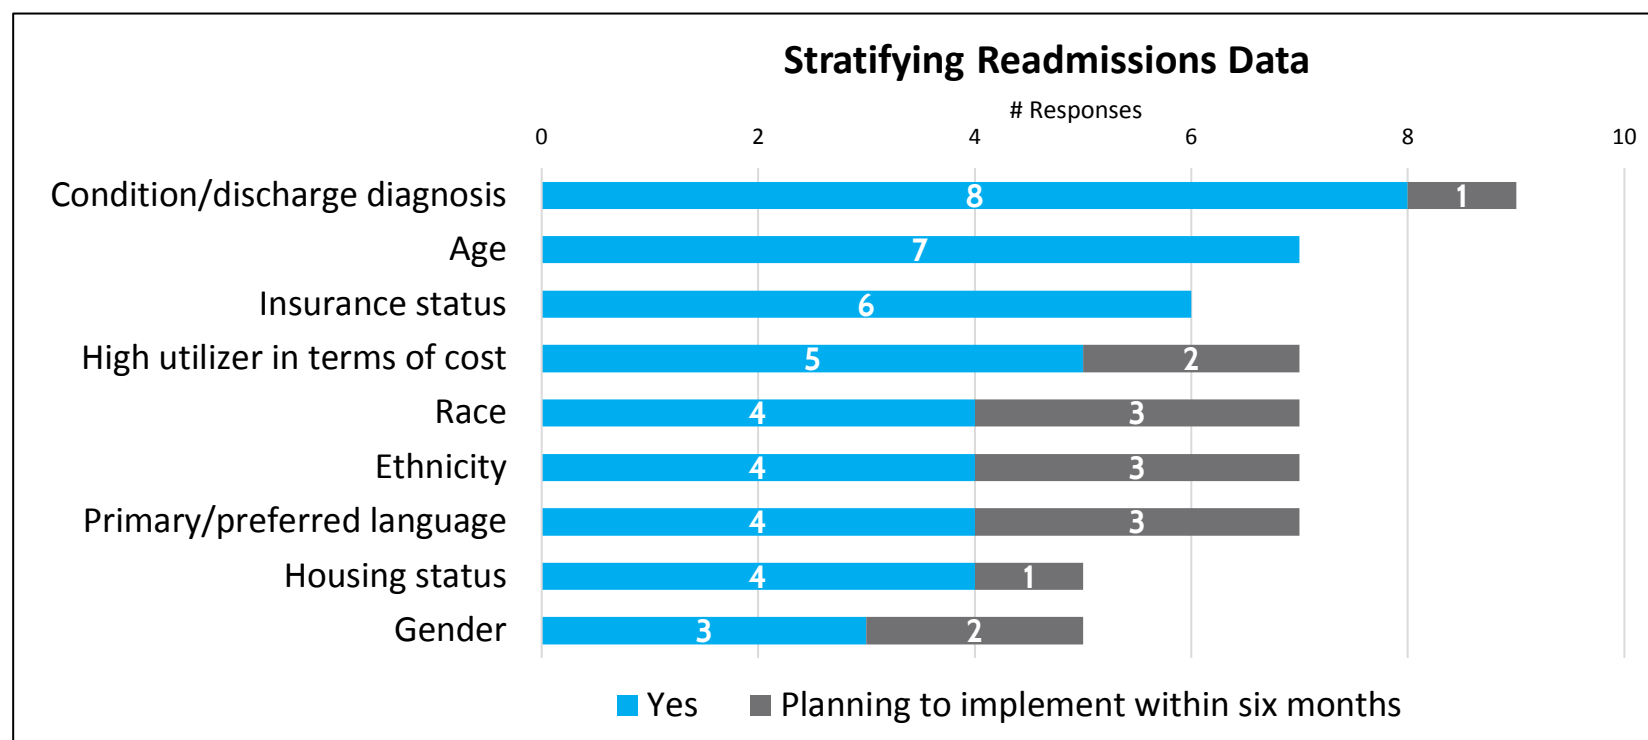 Stratifying Readmissions Data
# Responses
0 2 4 6 8 10
Condition/discharge diagnosis 8 1
Age 7
Insurance status 6
High utilizer in terms of cost 5 2
Race 4 3
Ethnicity 4 3
Primary/preferred language 4 3
Housing status 4 1
Gender 3 2
Yes Planning to implement within six months